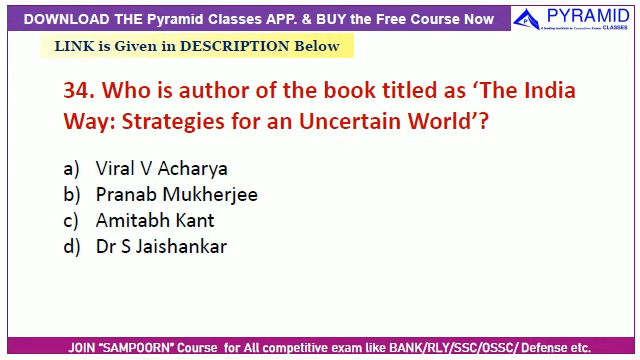 DOWNLOAD THE Pyramid Classes APP. & BUY the Free Course Now
PYRAMID
CLASSES
LINK is Given in DESCRIPTION Below
34. Who is author of the book titled as ‘The India
Way: Strategies for an Uncertain World’?
a) Viral V Acharya
b) Pranab Mukherjee
c) Amitabh Kant
d) Dr S Jaishankar
JOIN “SAMPOORN” Course for All competitive exam like BANK/RLY/SSC/OSSC/ Defense etc.